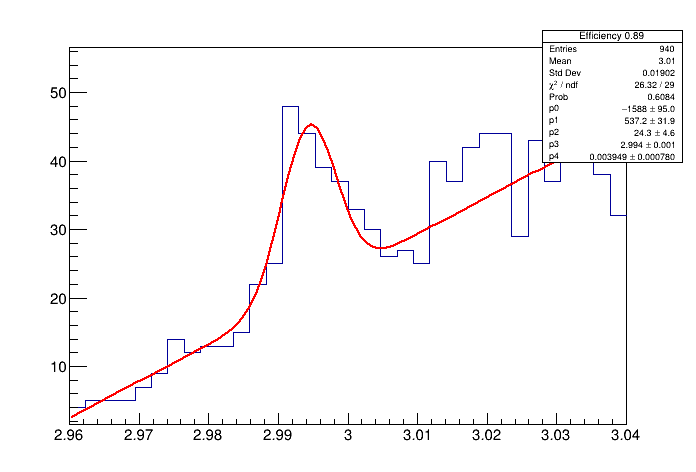 Efficiency 0.89
Entries 940
Mean 3.01
Std Dev 0.01902
χ² / ndf 26.32 / 29
Prob 0.6084
p0 −1588 ± 95.0
p1 537.2 ± 31.9
p2 24.3 ± 4.6
p3 2.994 ± 0.001
p4 0.003949 ± 0.000780
50
40
30
20
10
2.96 2.97 2.98 2.99 3 3.01 3.02 3.03 3.04